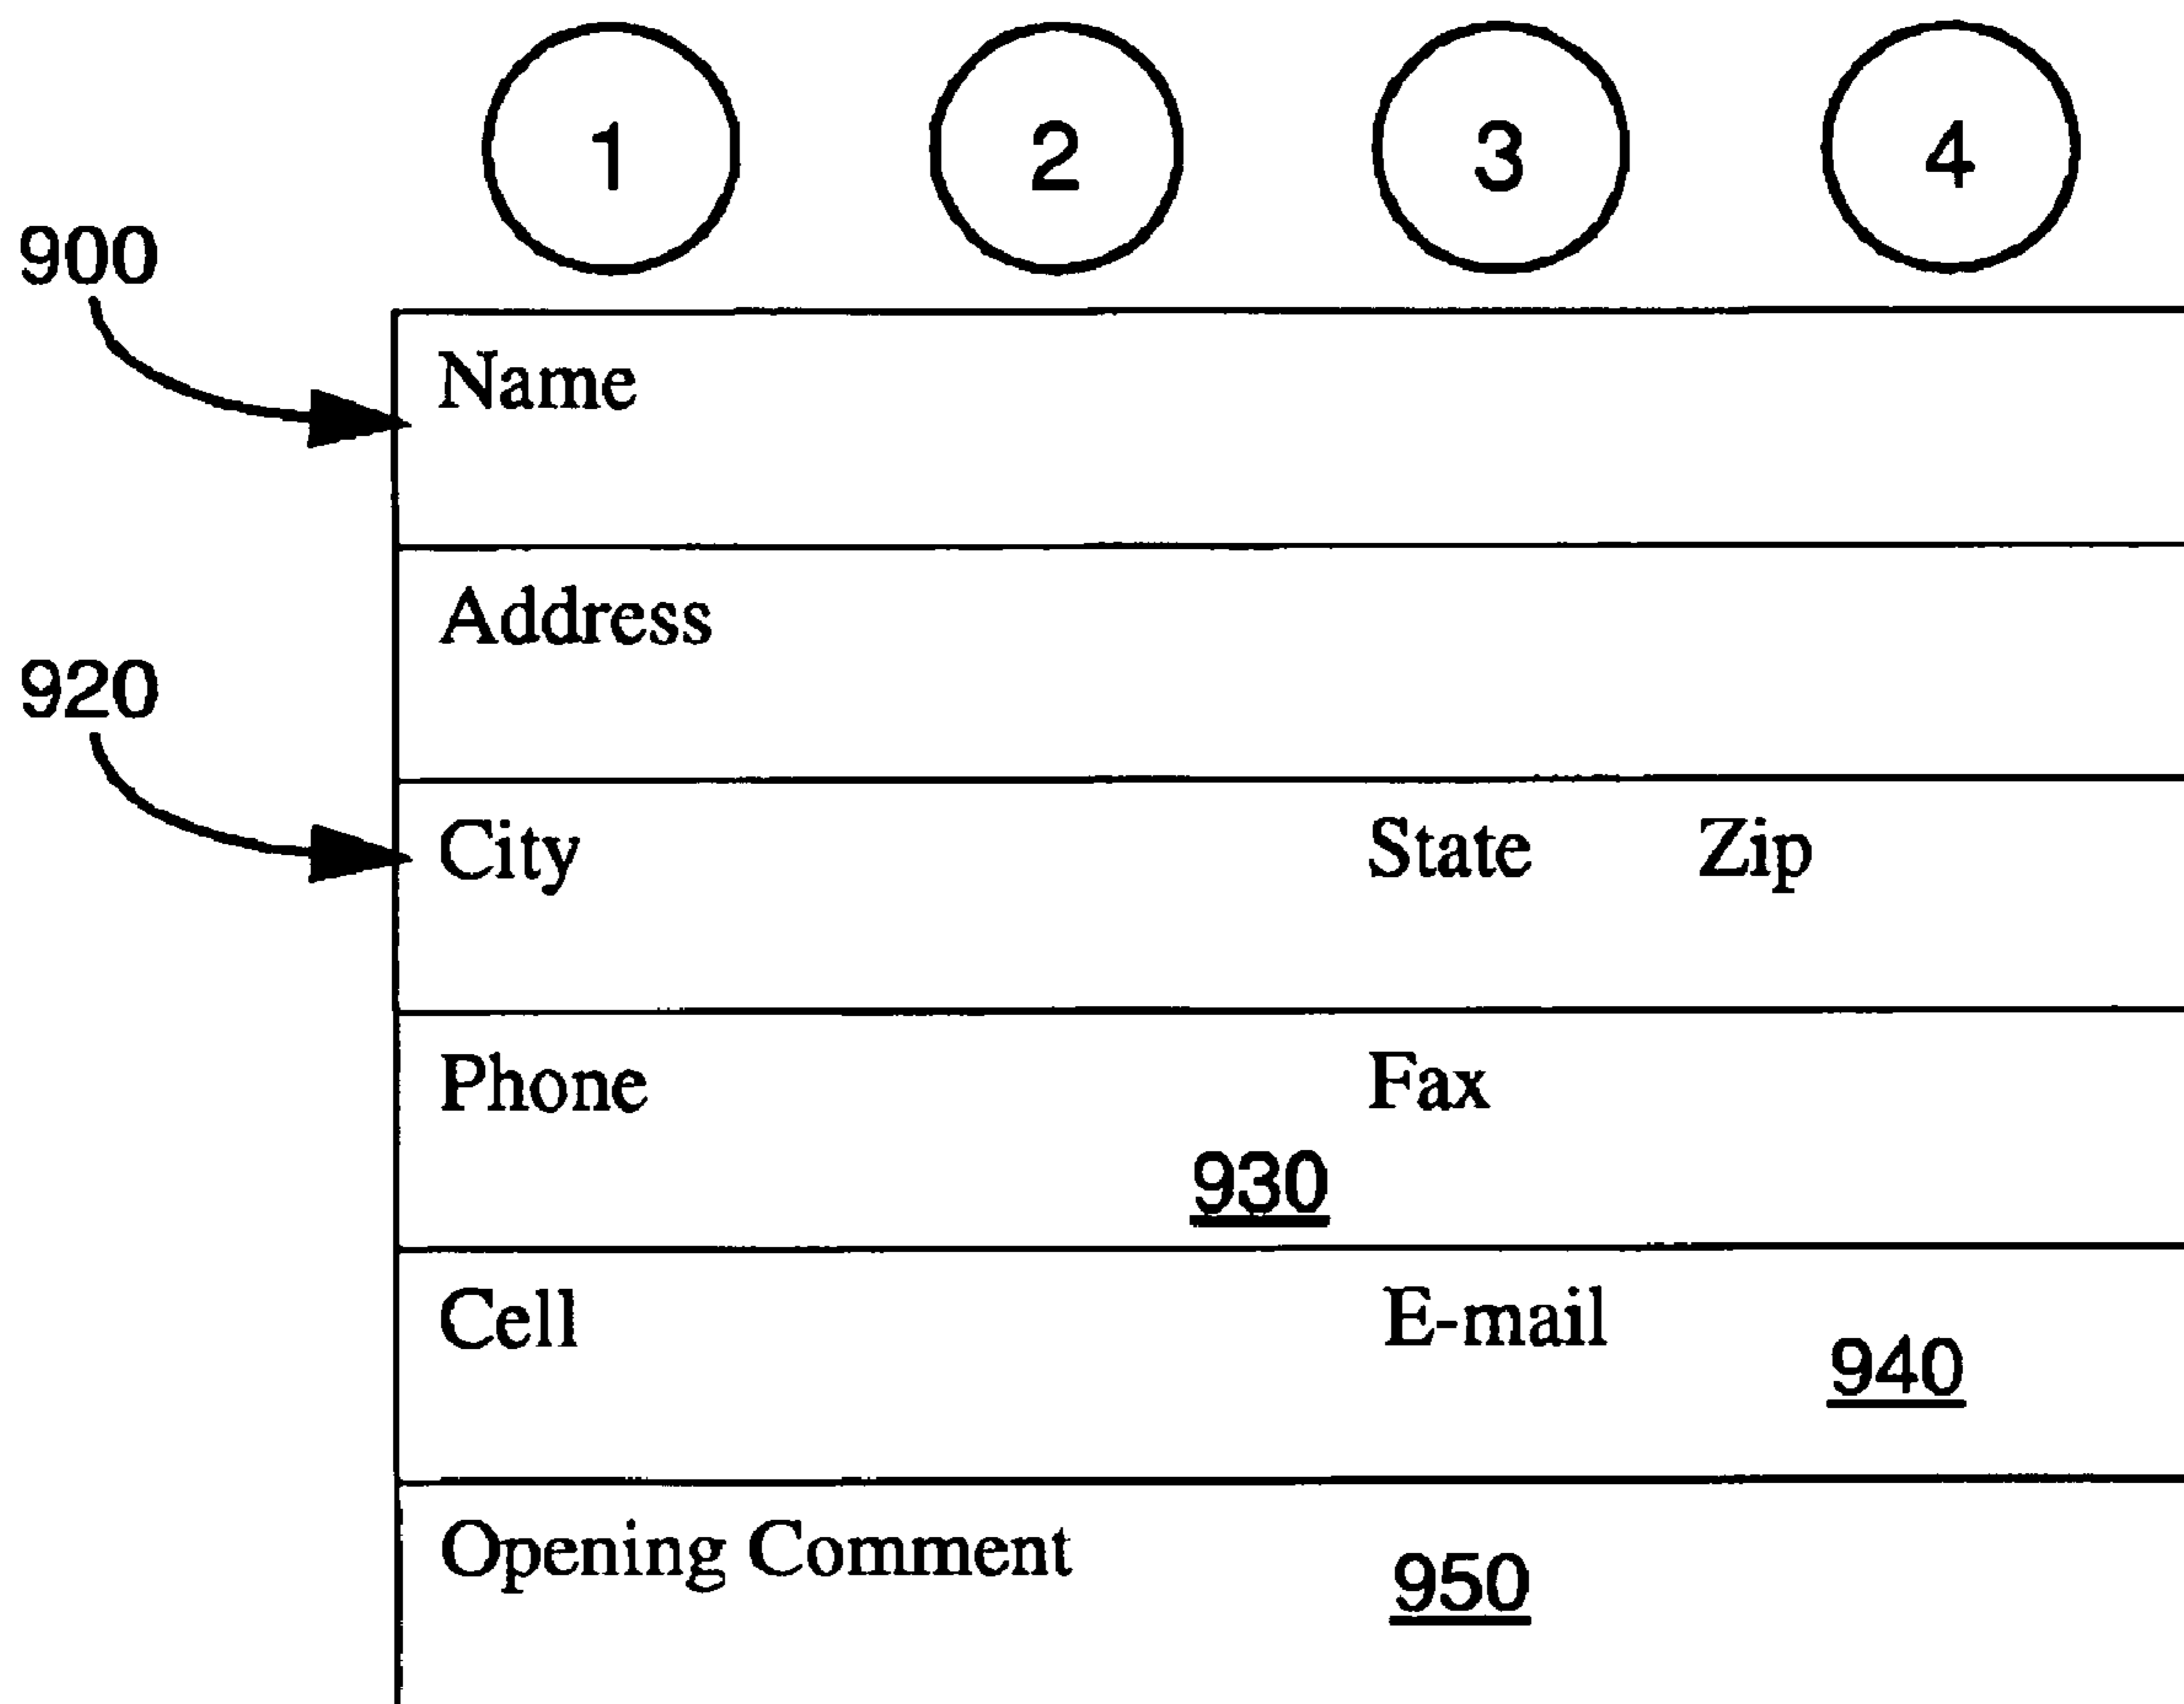 1 2 3 4
900
Name
Address
920
City State Zip
Phone Fax
930
Cell E-mail
940
Opening Comment
950